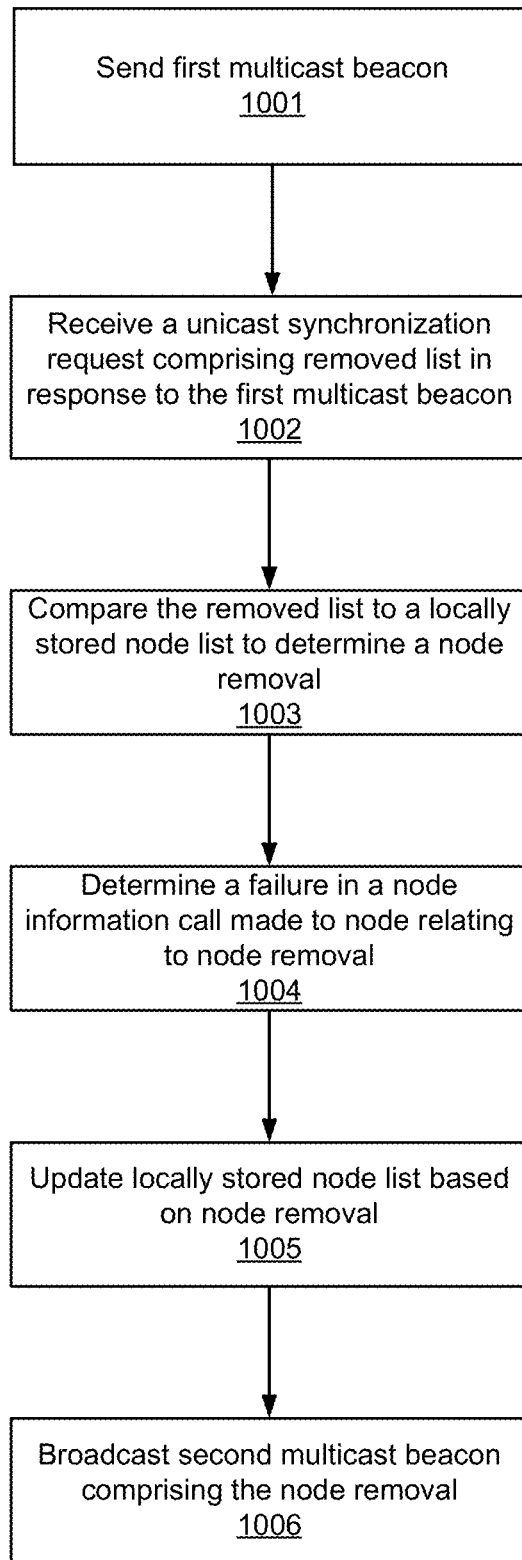 Send first multicast beacon
1001
Receive a unicast synchronization
request comprising removed list in
response to the first multicast beacon
1002
Compare the removed list to a locally
stored node list to determine a node
removal
1003
Determine a failure in a node
information call made to node relating
to node removal
1004
Update locally stored node list based
on node removal
1005
Broadcast second multicast beacon
comprising the node removal
1006